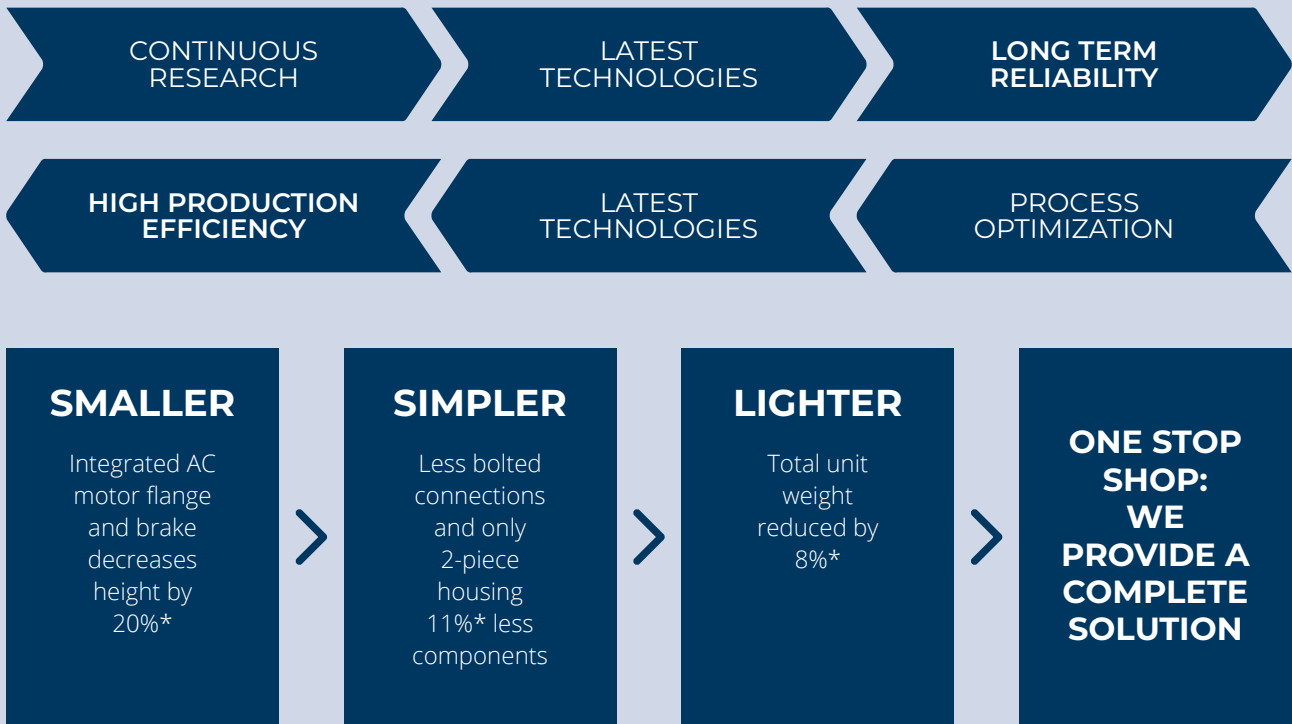 CONTINUOUS
RESEARCH
LATEST
TECHNOLOGIES
LONG TERM
RELIABILITY
HIGH PRODUCTION
EFFICIENCY
LATEST
TECHNOLOGIES
PROCESS
OPTIMIZATION
SMALLER
Integrated AC
motor flange
and brake
decreases
height by
20%*
SIMPLER
Less bolted
connections
and only
2-piece
housing
11%* less
components
LIGHTER
Total unit
weight
reduced by
8%*
ONE STOP
SHOP:
WE
PROVIDE A
COMPLETE
SOLUTION